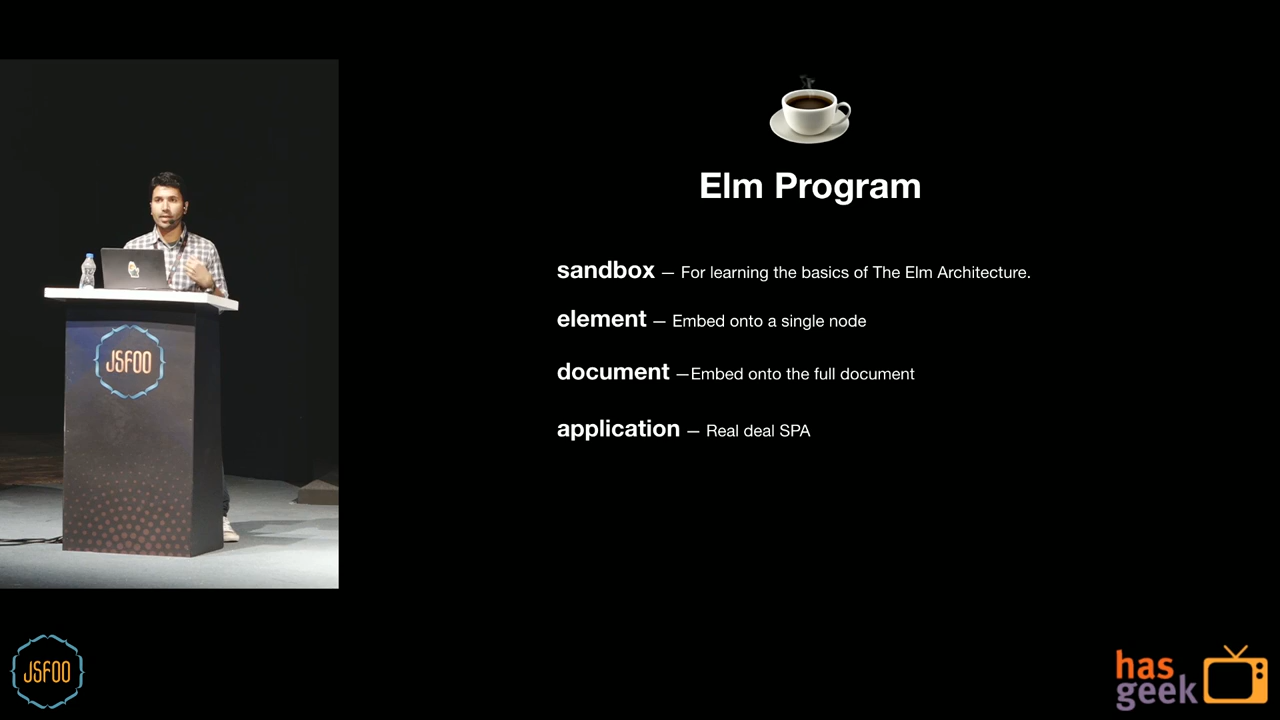 Elm Program
sandbox — For learning the basics of The Elm Architecture.
element — Embed onto a single node
document —Embed onto the full document
application — Real deal SPA
JSFOO
JSFOO
has
geek